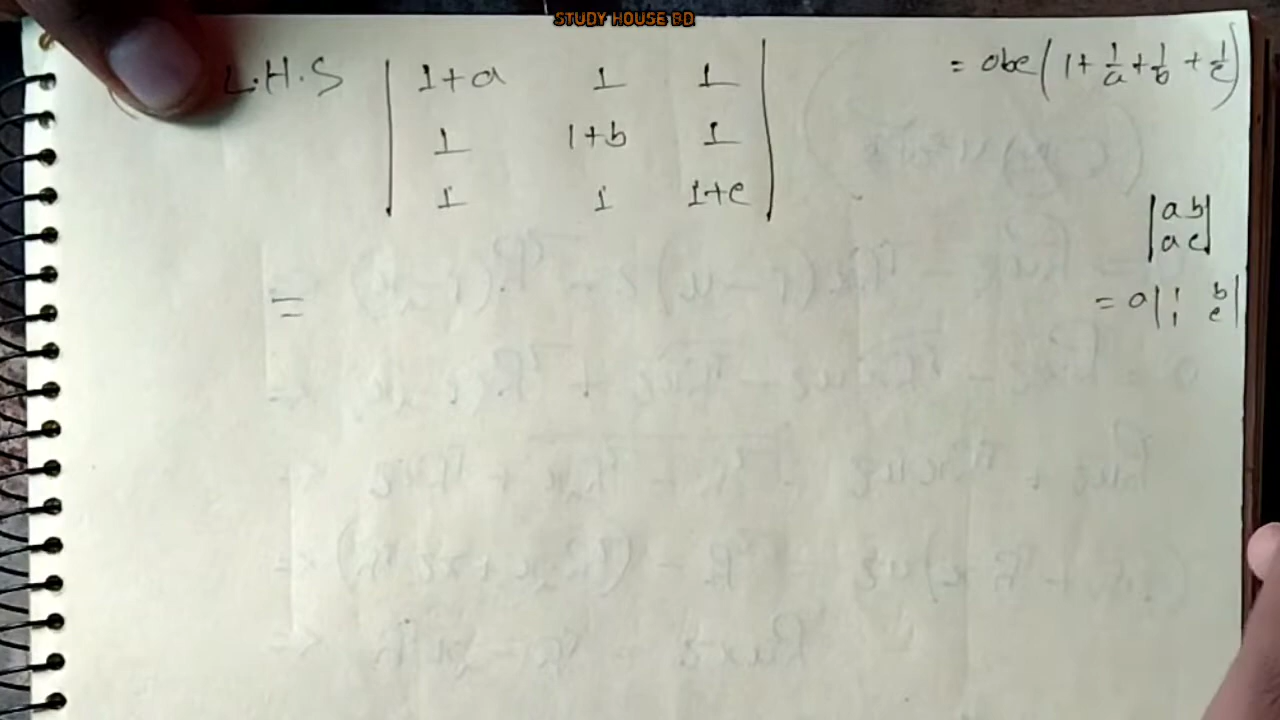 STUDY HOUSE BD
L.H.S | 1+a 1 1 |
| 1 1+b 1 |
| 1 1 1+c |
= abc(1+1/a+1/b+1/c)
|a b|
|a c|
= a|1 b|
|1 c|
=